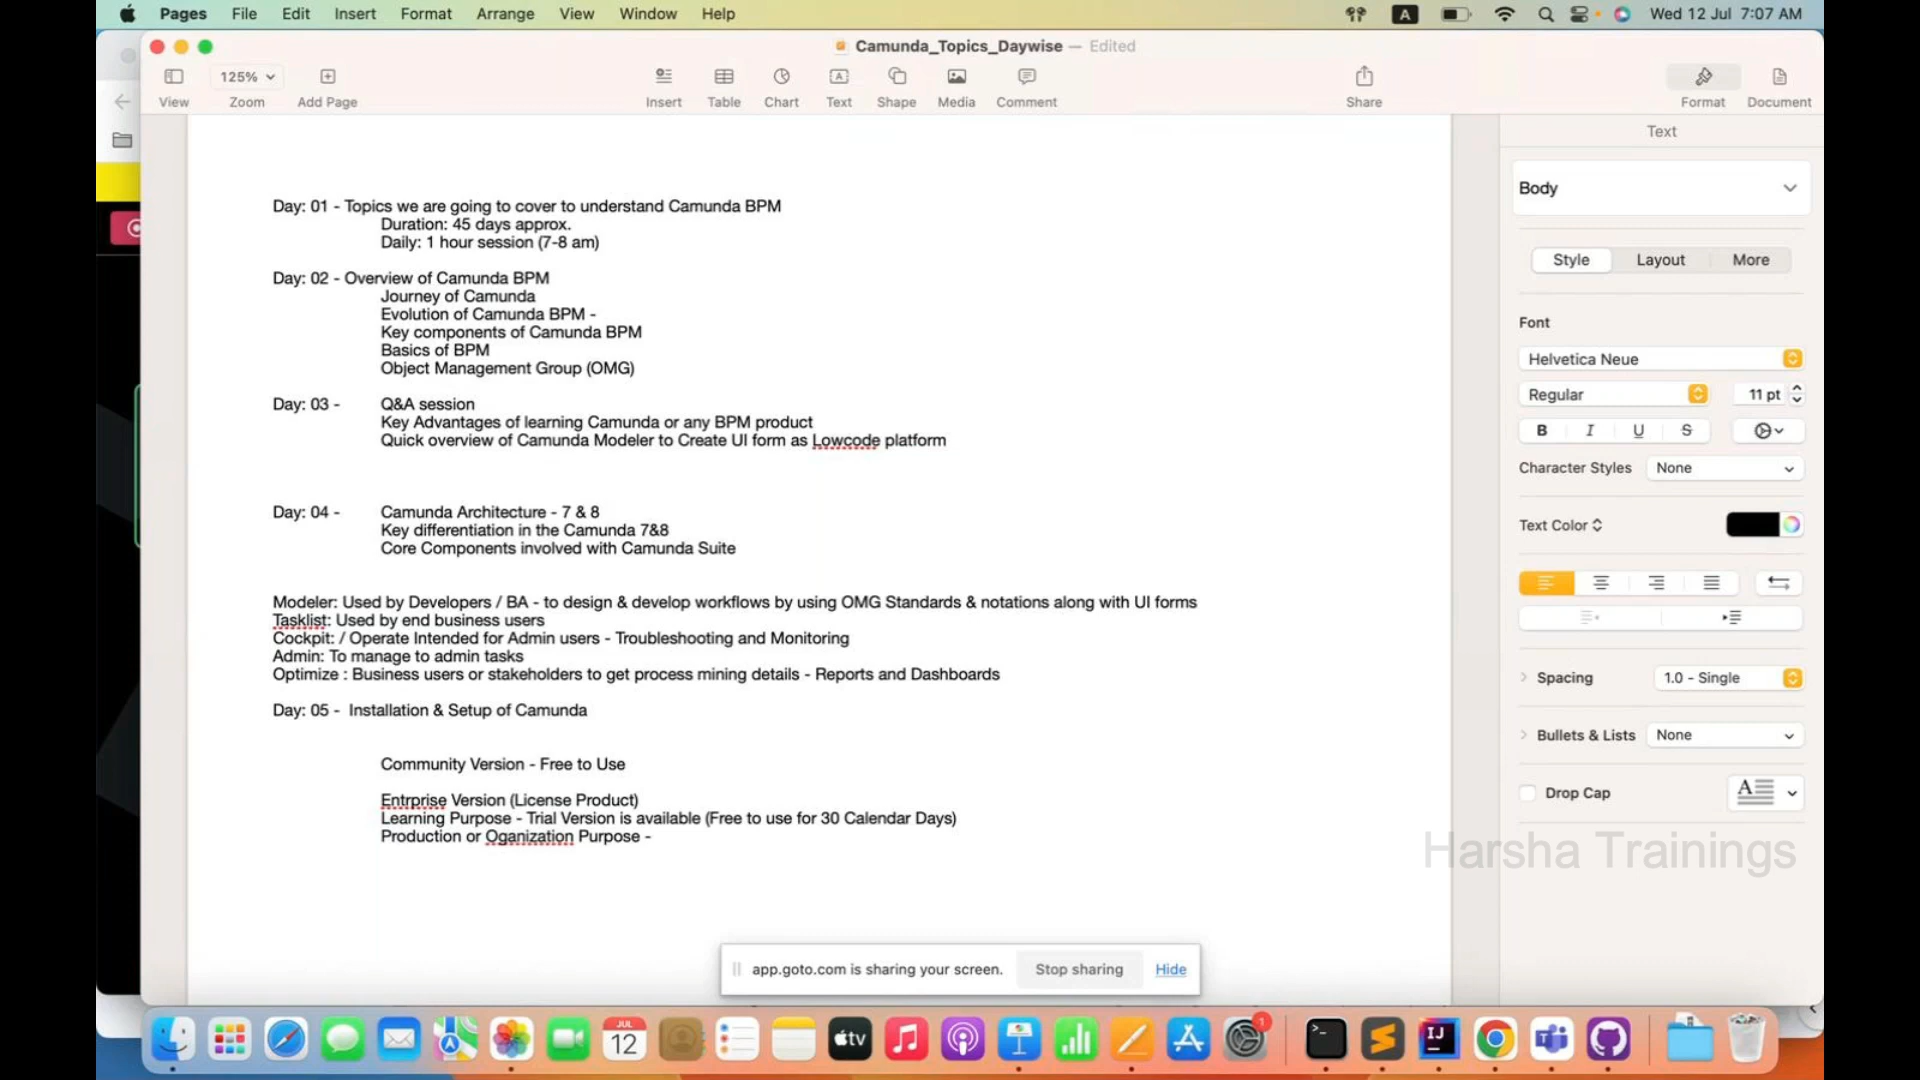 Pages File Edit Insert Format Arrange View Window Help
A Wed 12 Jul 7:07 AM
Camunda_Topics_Daywise — Edited
125%
View Zoom Add Page Insert Table Chart Text Shape Media Comment Share Format Document
Text
Day: 01 - Topics we are going to cover to understand Camunda BPM
Duration: 45 days approx.
Daily: 1 hour session (7-8 am)
Day: 02 - Overview of Camunda BPM
Journey of Camunda
Evolution of Camunda BPM -
Key components of Camunda BPM
Basics of BPM
Object Management Group (OMG)
Day: 03 - Q&A session
Key Advantages of learning Camunda or any BPM product
Quick overview of Camunda Modeler to Create UI form as Lowcode platform
Day: 04 - Camunda Architecture - 7 & 8
Key differentiation in the Camunda 7&8
Core Components involved with Camunda Suite
Modeler: Used by Developers / BA - to design & develop workflows by using OMG Standards & notations along with UI forms
Tasklist: Used by end business users
Cockpit: / Operate Intended for Admin users - Troubleshooting and Monitoring
Admin: To manage to admin tasks
Optimize : Business users or stakeholders to get process mining details - Reports and Dashboards
Day: 05 - Installation & Setup of Camunda
Community Version - Free to Use
Entrprise Version (License Product)
Learning Purpose - Trial Version is available (Free to use for 30 Calendar Days)
Production or Oganization Purpose -
Body
Style Layout More
Font
Helvetica Neue
Regular 11 pt
B I U S
Character Styles None
Text Color
Spacing 1.0 - Single
Bullets & Lists None
Drop Cap A
Harsha Trainings
app.goto.com is sharing your screen. Stop sharing Hide
JUL
12
tv
1
IJ